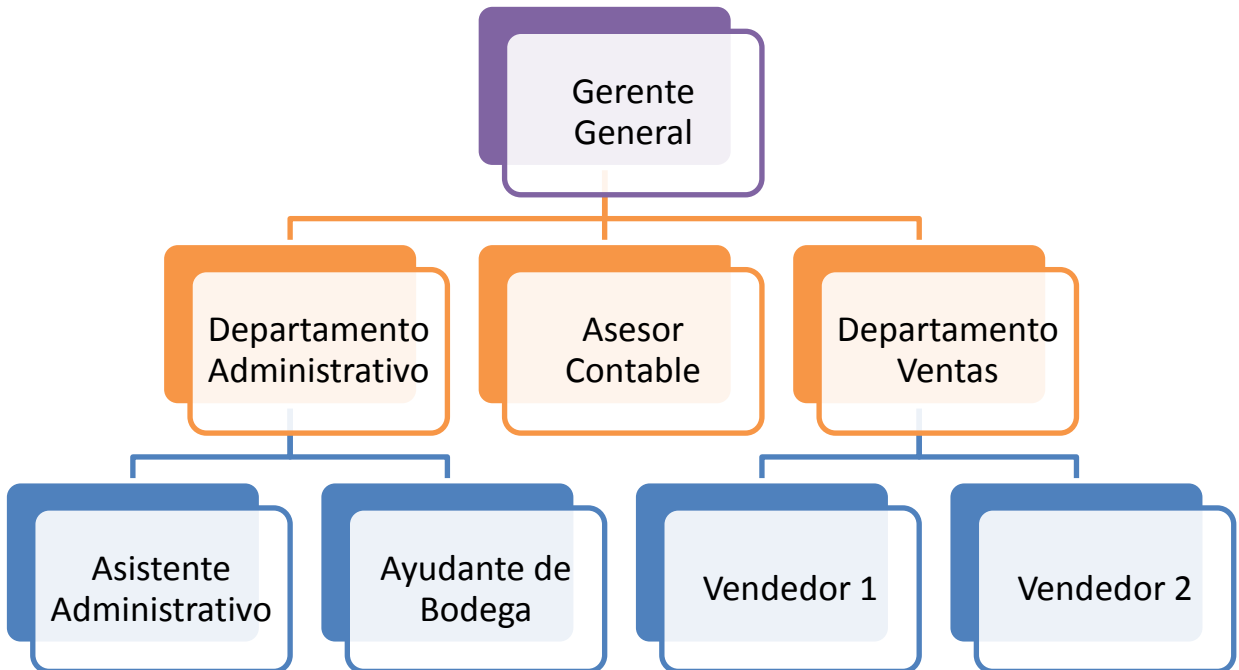 Gerente
General
Departamento
Administrativo
Asesor
Contable
Departamento
Ventas
Asistente
Administrativo
Ayudante de
Bodega
Vendedor 1
Vendedor 2